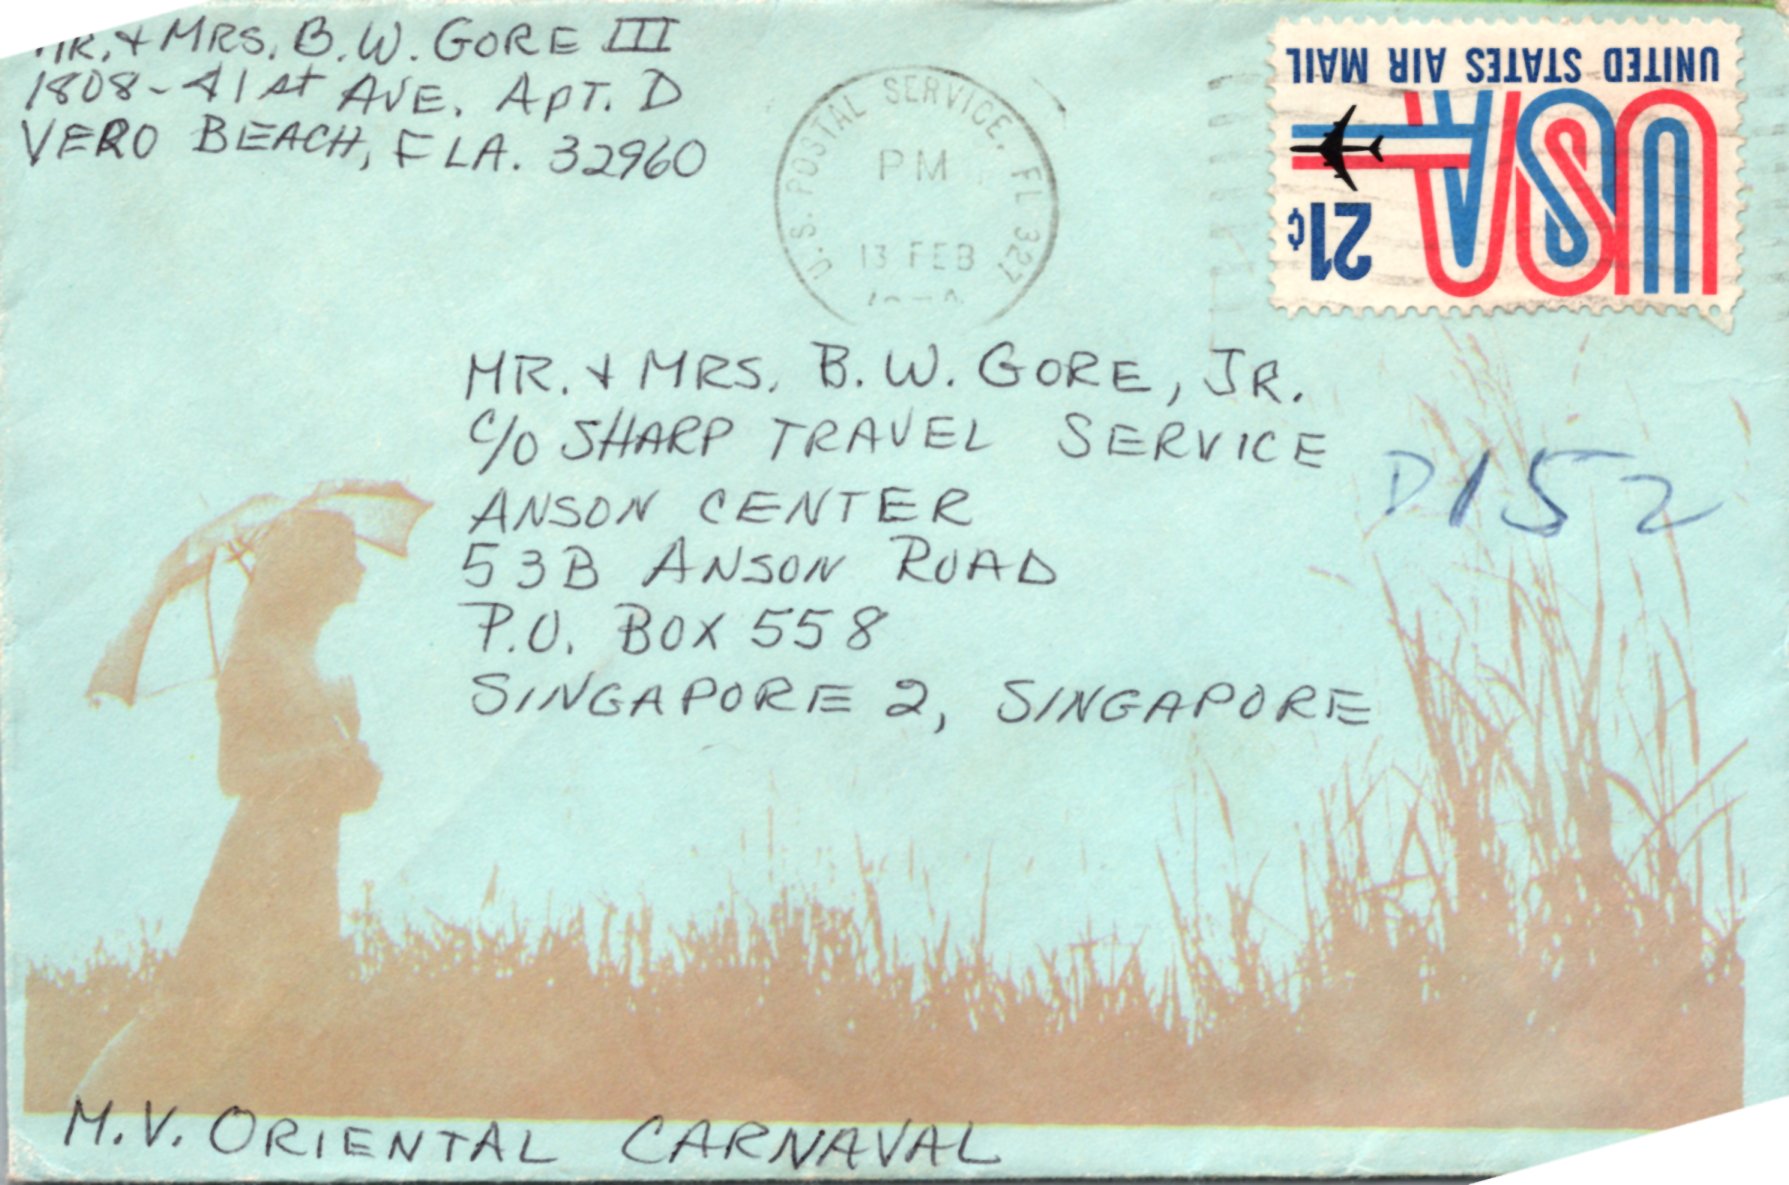 MR. & MRS. B. W. GORE III
1808-41st AVE. APT. D
VERO BEACH, FLA. 32960
U.S. POSTAL SERVICE, FL 327
PM
13 FEB
UNITED STATES AIR MAIL
USA
21¢
MR. & MRS. B. W. GORE, JR.
C/O SHARP TRAVEL SERVICE
ANSON CENTER
53B ANSON ROAD
P.O. BOX 558
SINGAPORE 2, SINGAPORE
D152
M.V. ORIENTAL CARNAVAL